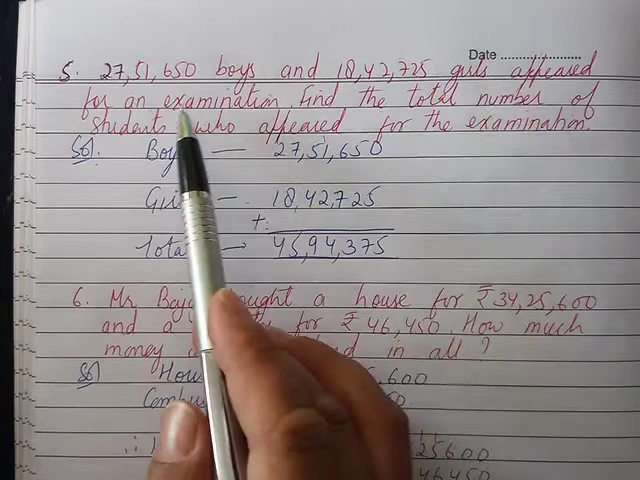 Date ........................
5. 27,51,650 boys and 18,42,725 girls appeared
for an examination. Find the total number of
students who appeared for the examination.
Sol. Boys — 27,51,650
— 18,42,725
+
Total → 45,94,375
6. Mr. bought a house for ₹34,25,600
and a for ₹46,450. How much
money in all?
Sol ,600
50
∴ 25600
46450